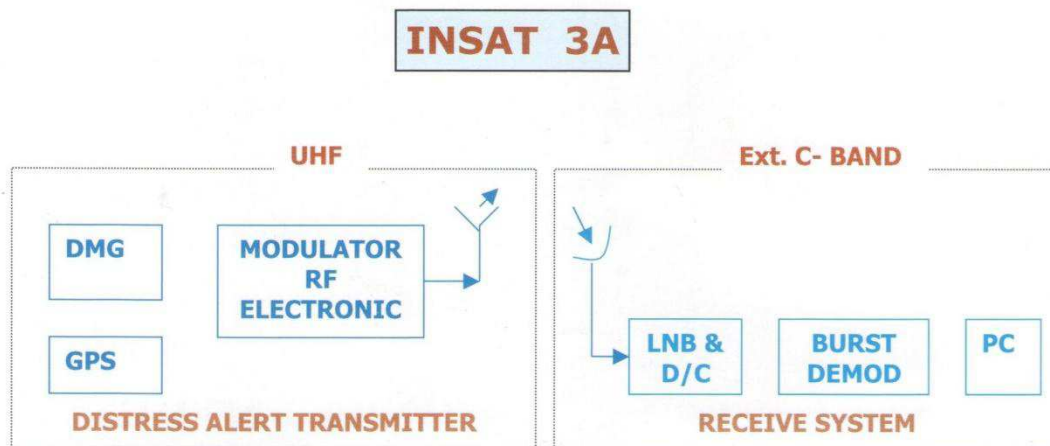 INSAT 3A
UHF
DMG
GPS
MODULATOR
RF
ELECTRONIC
DISTRESS ALERT TRANSMITTER
Ext. C- BAND
LNB &
D/C
BURST
DEMOD
PC
RECEIVE SYSTEM